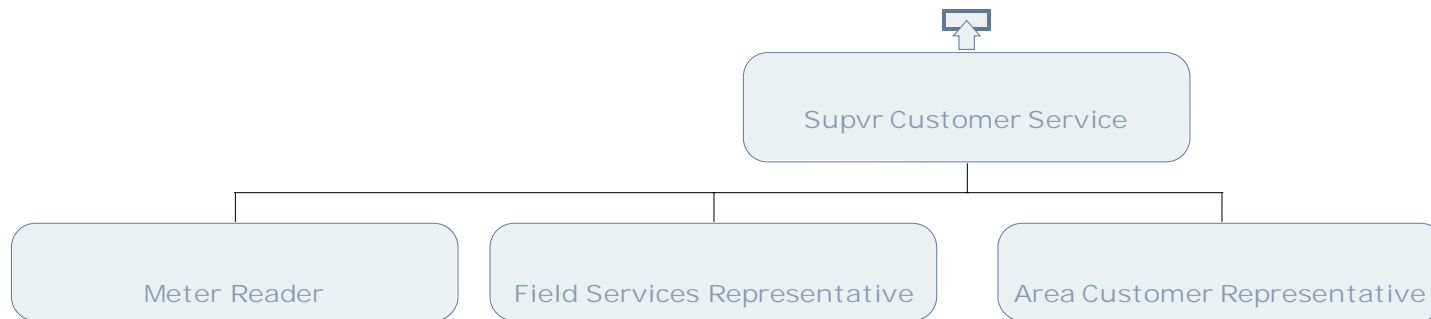 Supvr Customer Service
Meter Reader
Field Services Representative
Area Customer Representative